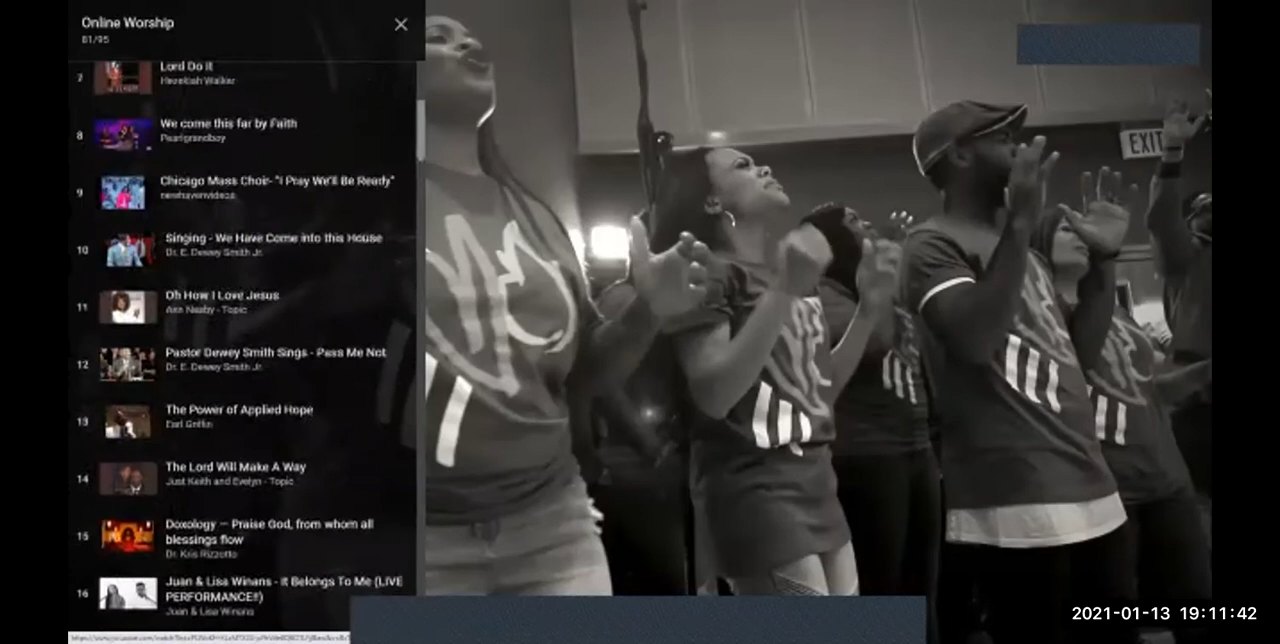 Online Worship
81/95
7
Lord Do It
Hezekiah Walker
8
We come this far by Faith
Pearlgrandboy
9
Chicago Mass Choir- "I Pray We'll Be Ready"
newhavenvideos
10
Singing - We Have Come into this House
Dr. E. Dewey Smith Jr.
11
Oh How I Love Jesus
Ann Nesby - Topic
12
Pastor Dewey Smith Sings - Pass Me Not
Dr. E. Dewey Smith Jr.
13
The Power of Applied Hope
Earl Griffin
14
The Lord Will Make A Way
Just Keith and Evelyn - Topic
15
Doxology — Praise God, from whom all
blessings flow
Dr. Kris Rizzotto
16
Juan & Lisa Winans - It Belongs To Me (LIVE
PERFORMANCE!!)
Juan & Lisa Winans
EXIT
2021-01-13 19:11:42